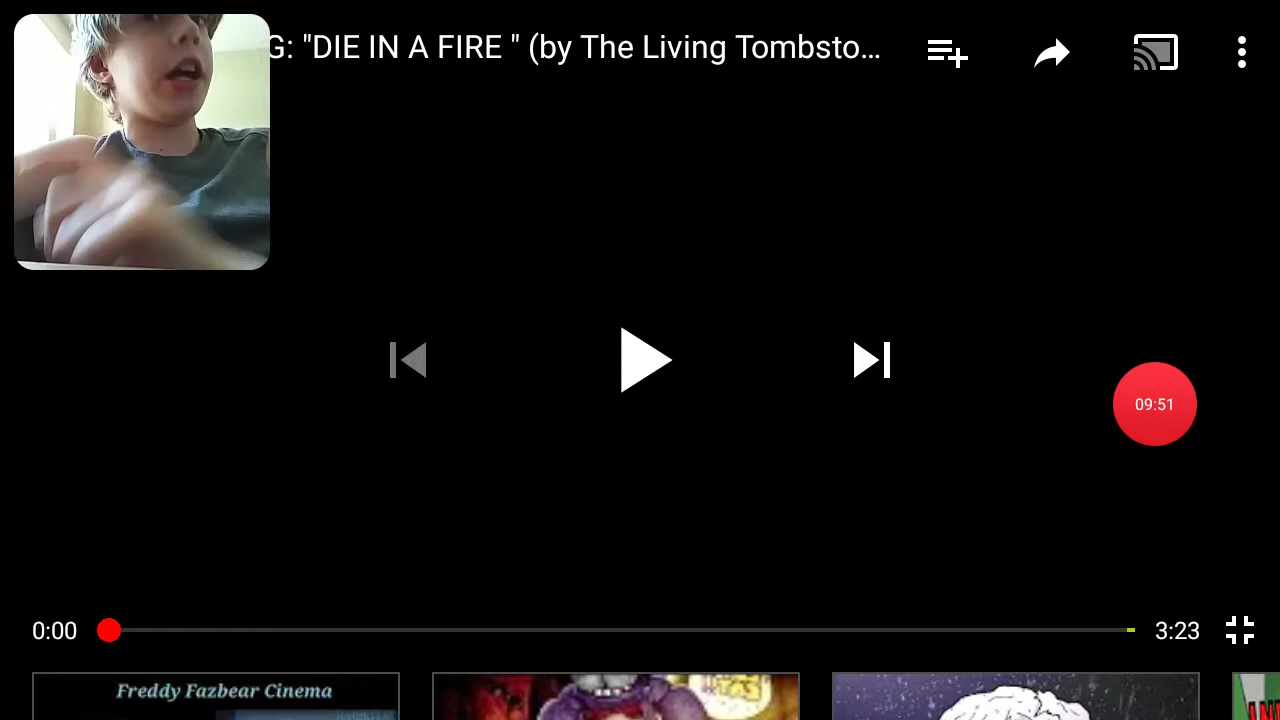 G: "DIE IN A FIRE " (by The Living Tombsto...
09:51
0:00
3:23
Freddy Fazbear Cinema